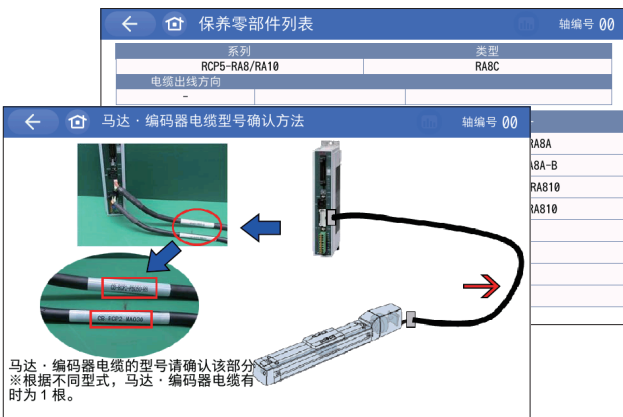 保养零部件列表
轴编号 00
系列
类型
RCP5-RA8/RA10
RA8C
电缆出线方向
-
马达・编码器电缆型号确认方法
轴编号 00
RA8A
A8A-B
RA810
RA810
马达・编码器电缆的型号请确认该部分
※根据不同型式，马达・编码器电缆有
时为1根。